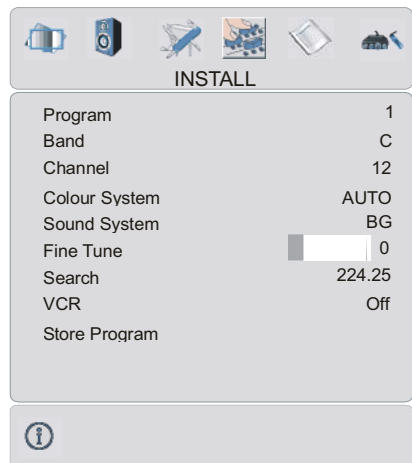 INSTALL
Program 1
Band C
Channel 12
Colour System AUTO
Sound System BG
Fine Tune 0
Search 224.25
VCR Off
Store Program